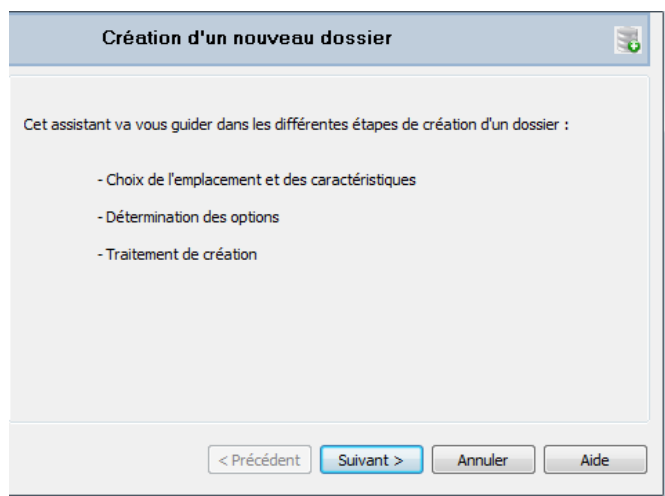 Création d'un nouveau dossier
Cet assistant va vous guider dans les différentes étapes de création d'un dossier :
- Choix de l'emplacement et des caractéristiques
- Détermination des options
- Traitement de création
< Précédent Suivant > Annuler Aide